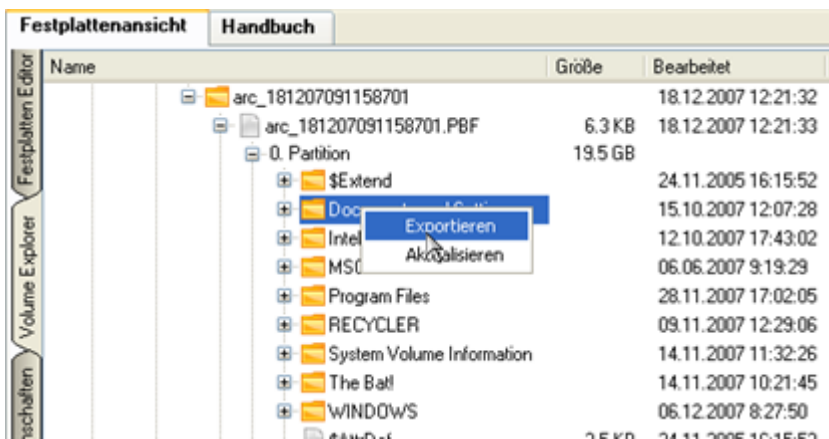 Festplattenansicht Handbuch
Name Größe Bearbeitet
Festplatten Editor
Volume Explorer
arc_181207091158701 18.12.2007 12:21:32
arc_181207091158701.PBF 6.3 KB 18.12.2007 12:21:33
0. Partition 19.5 GB
$Extend 24.11.2005 16:15:52
15.10.2007 12:07:28
Exportieren
Intel 12.10.2007 17:43:02
Aktualisieren
06.06.2007 9:19:29
Program Files 28.11.2007 17:02:05
RECYCLER 09.11.2007 12:29:06
System Volume Information 14.11.2007 11:32:26
The Bat! 14.11.2007 10:21:45
WINDOWS 06.12.2007 8:27:50